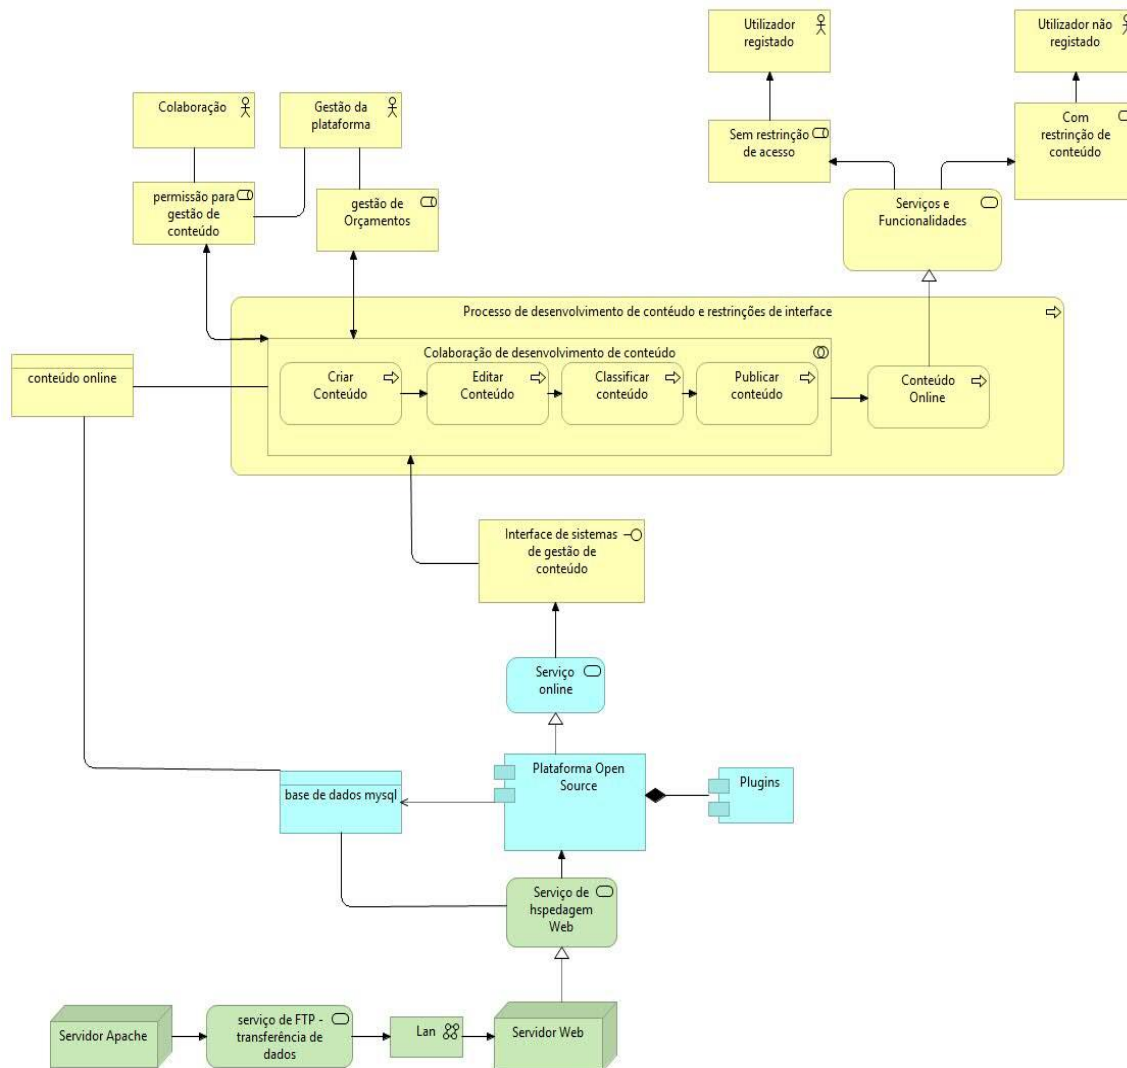 Utilizador
registado
Utilizador não
registado
Colaboração
Gestão da
plataforma
Sem restrinção
de acesso
Com
restrinção de
conteúdo
permissão para
gestão de
conteúdo
gestão de
Orçamentos
Serviços e
Funcionalidades
Processo de desenvolvimento de contéudo e restrinções de interface
conteúdo online
Colaboração de desenvolvimento de conteúdo
Criar
Conteúdo
Editar
Conteúdo
Classificar
conteúdo
Publicar
conteúdo
Conteúdo
Online
Interface de sistemas
de gestão de
conteúdo
Serviço
online
Plataforma Open
Source
Plugins
base de dados mysql
Serviço de
hspedagem
Web
Servidor Apache
serviço de FTP -
transferência de
dados
Lan
Servidor Web